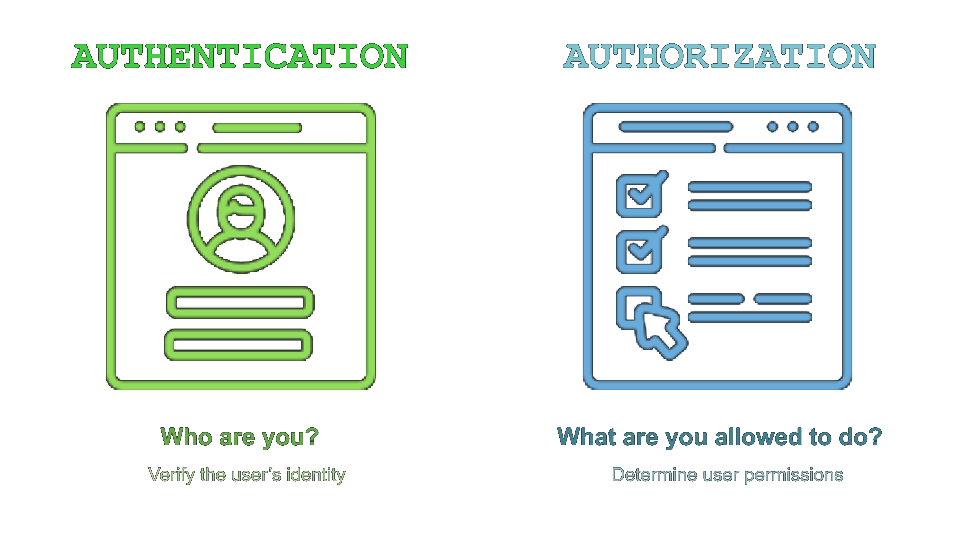 AUTHENTICATION
AUTHORIZATION
Who are you?
What are you allowed to do?
Verify the user's identity
Determine user permissions